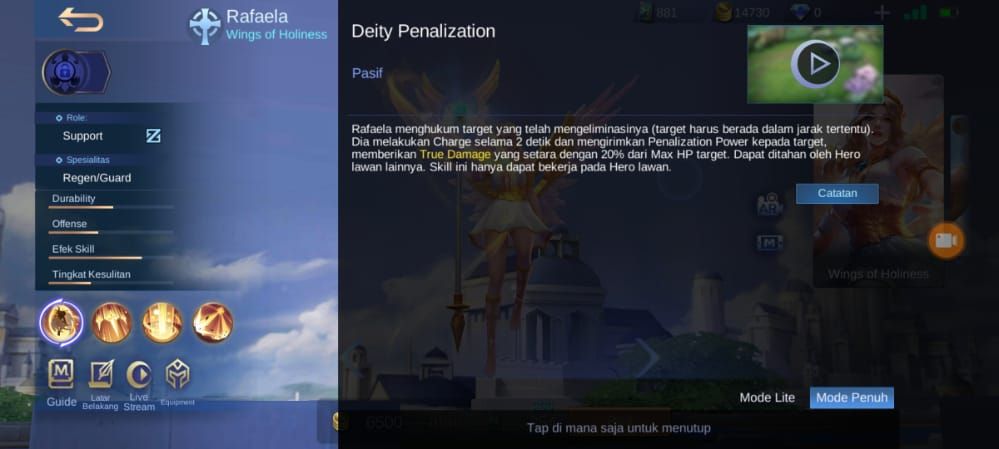 Rafaela
Wings of Holiness
Role:
Support
Spesialitas
Regen/Guard
Durability
Offense
Efek Skill
Tingkat Kesulitan
M
Guide
Latar
Belakang
Live
Stream
Equipment
881
14730
0
Deity Penalization
Pasif
Rafaela menghukum target yang telah mengeliminasinya (target harus berada dalam jarak tertentu).
Dia melakukan Charge selama 2 detik dan mengirimkan Penalization Power kepada target,
memberikan True Damage yang setara dengan 20% dari Max HP target. Dapat ditahan oleh Hero
lawan lainnya. Skill ini hanya dapat bekerja pada Hero lawan.
Catatan
AR
M
Wings of Holiness
Mode Lite
Mode Penuh
6500
Tap di mana saja untuk menutup